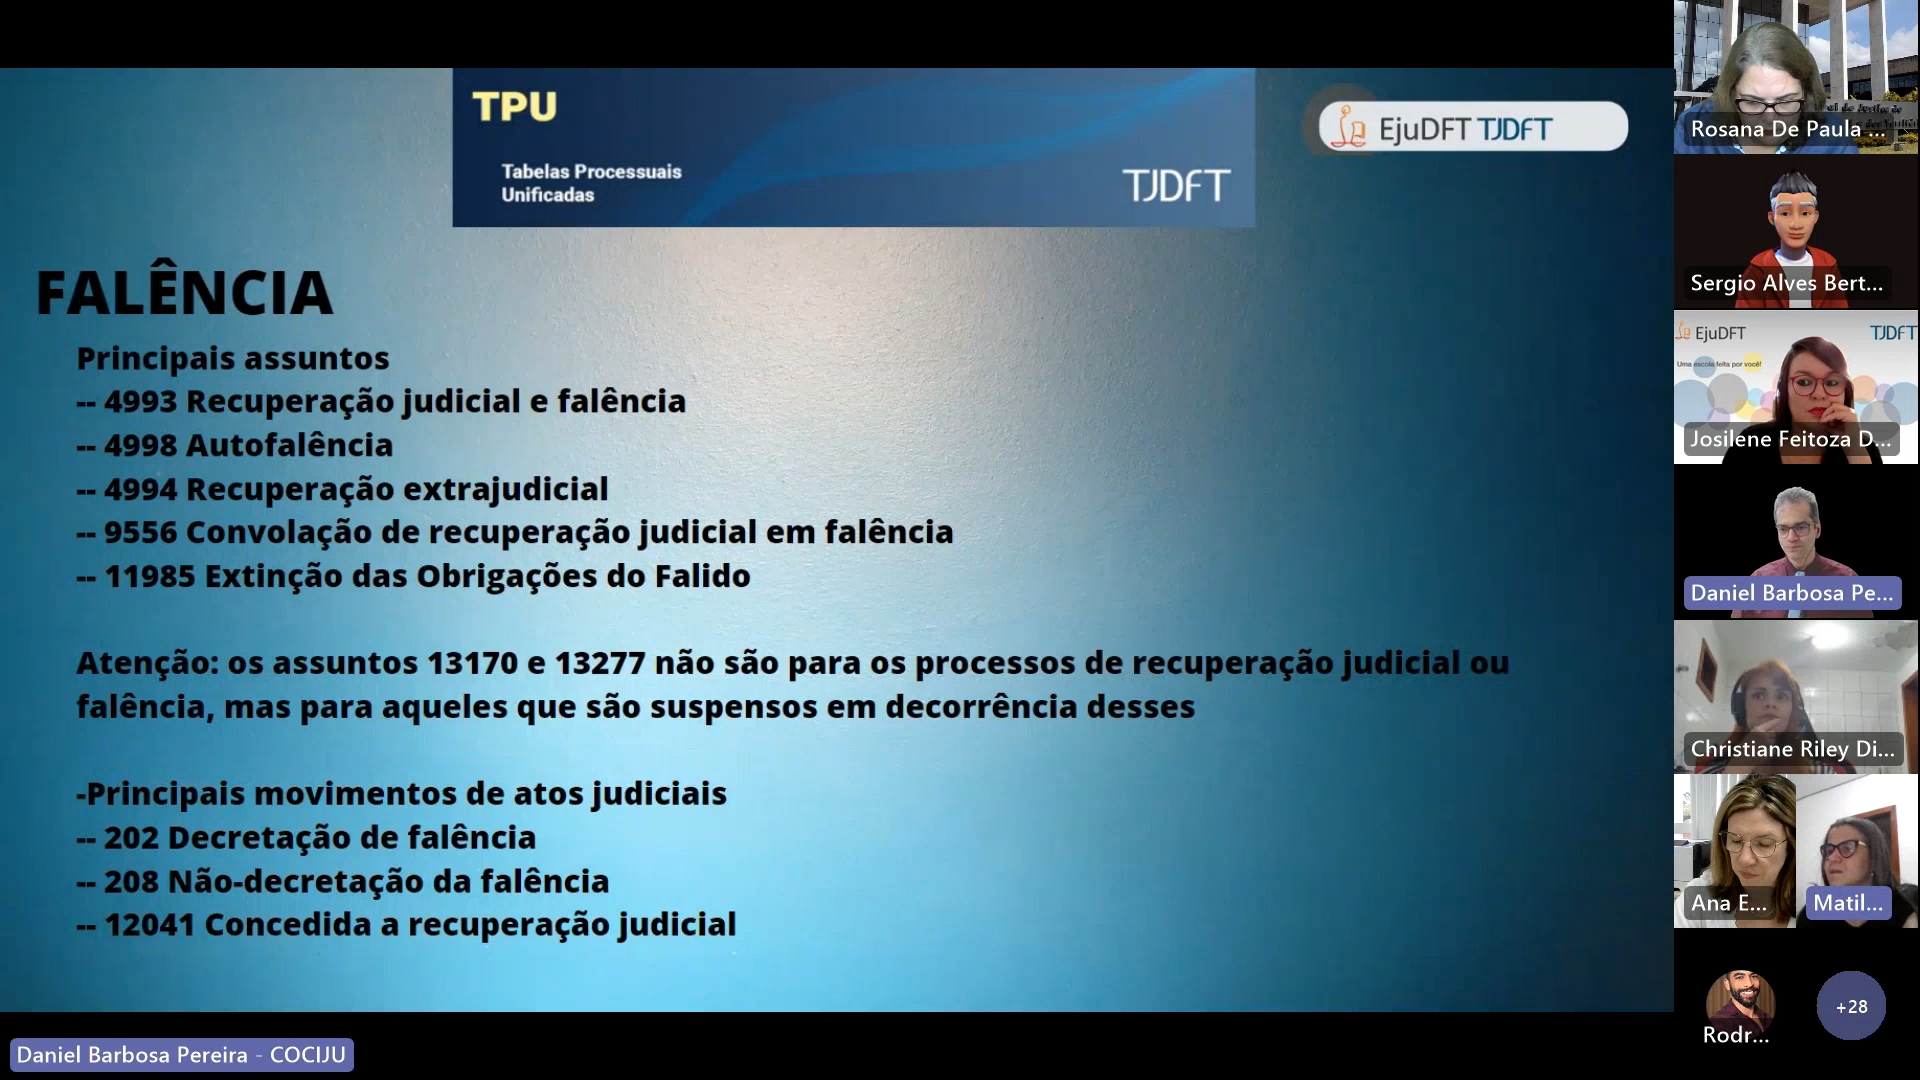 TPU
Tabelas Processuais
Unificadas
TJDFT
EjuDFT TJDFT
FALÊNCIA
Principais assuntos
-- 4993 Recuperação judicial e falência
-- 4998 Autofalência
-- 4994 Recuperação extrajudicial
-- 9556 Convolação de recuperação judicial em falência
-- 11985 Extinção das Obrigações do Falido
Atenção: os assuntos 13170 e 13277 não são para os processos de recuperação judicial ou
falência, mas para aqueles que são suspensos em decorrência desses
-Principais movimentos de atos judiciais
-- 202 Decretação de falência
-- 208 Não-decretação da falência
-- 12041 Concedida a recuperação judicial
Daniel Barbosa Pereira - COCIJU
Rosana De Paula ...
Sergio Alves Bert...
EjuDFT TJDFT
Uma escola feita por você!
Josilene Feitoza D...
Daniel Barbosa Pe...
Christiane Riley Di...
Ana E...
Matil...
Rodr...
+28